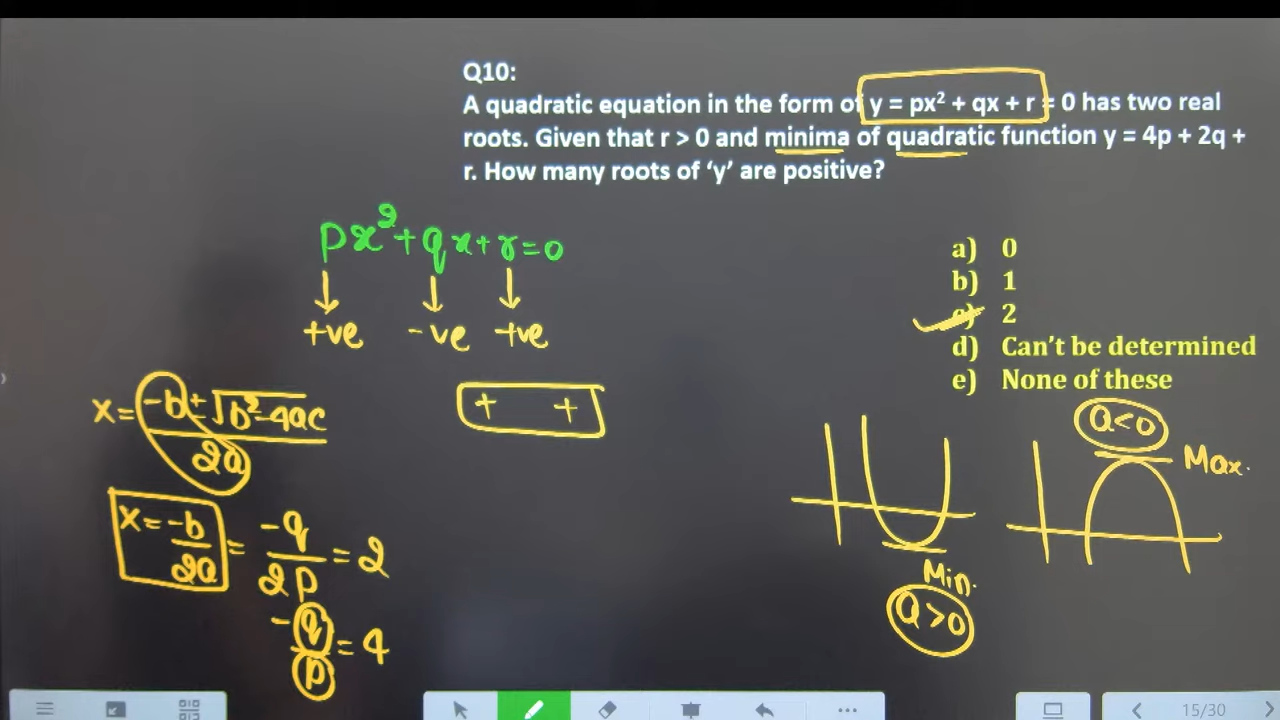 Q10:
A quadratic equation in the form of y = px² + qx + r = 0 has two real
roots. Given that r > 0 and minima of quadratic function y = 4p + 2q +
r. How many roots of ‘y’ are positive?
px²+qx+r=0
+ve -ve +ve
a) 0
b) 1
c) 2
d) Can’t be determined
e) None of these
x = -b±√b²-4ac / 2a
+ +
x = -b/2a = -q/2p = 2
-q/p = 4
Min.
a>0
a<0
Max.
15/30